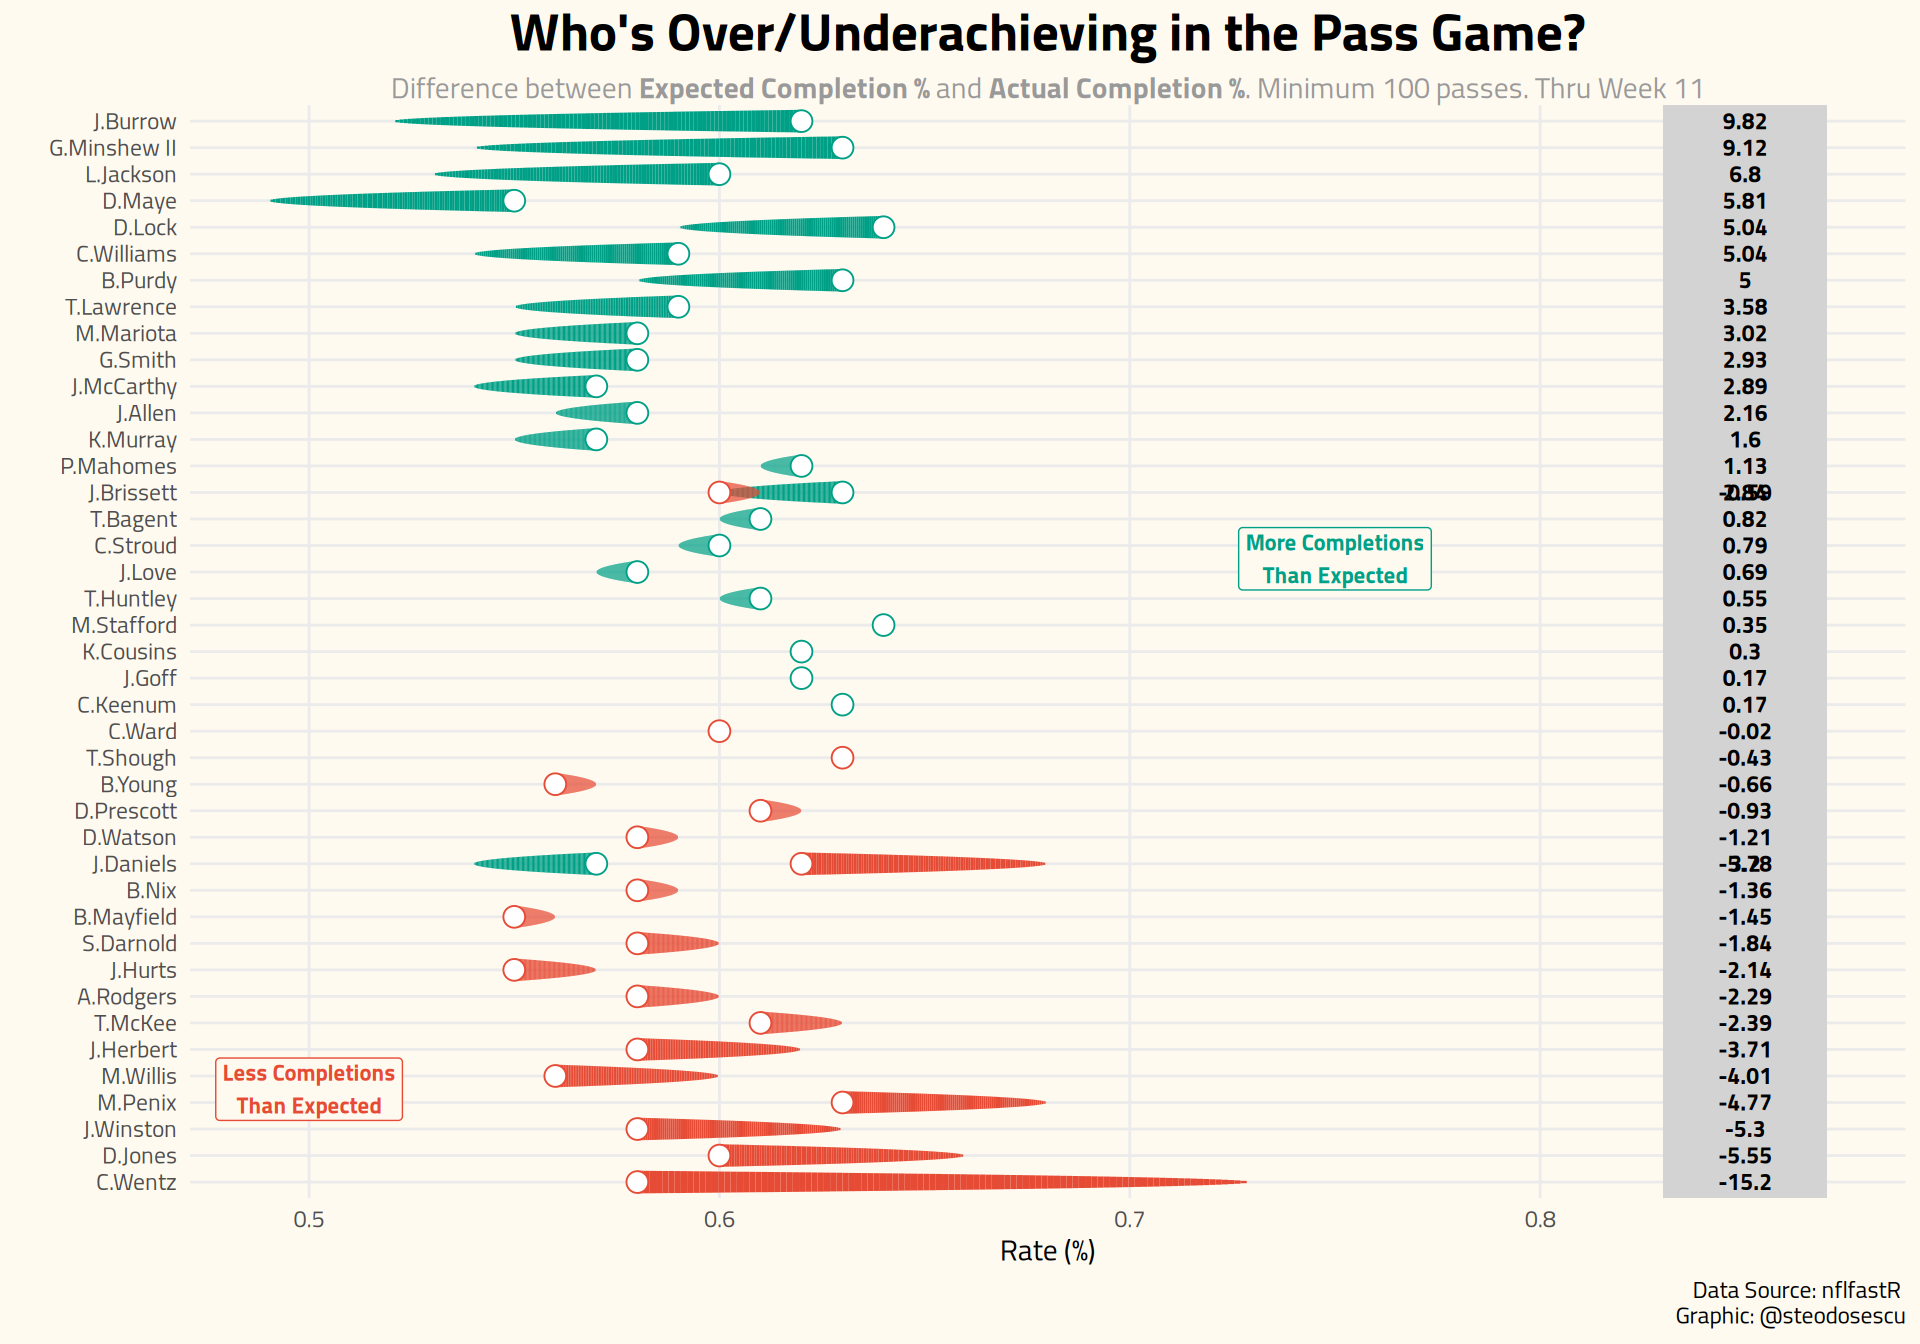 Who's Over/Underachieving in the Pass Game?
Difference between Expected Completion % and Actual Completion %. Minimum 100 passes. Thru Week 11
J.Burrow 9.82
G.Minshew II 9.12
L.Jackson 6.8
D.Maye 5.81
D.Lock 5.04
C.Williams 5.04
B.Purdy 5
T.Lawrence 3.58
M.Mariota 3.02
G.Smith 2.93
J.McCarthy 2.89
J.Allen 2.16
K.Murray 1.6
P.Mahomes 1.13
J.Brissett
T.Bagent 0.82
C.Stroud 0.79
More Completions
Than Expected
J.Love 0.69
T.Huntley 0.55
M.Stafford 0.35
K.Cousins 0.3
J.Goff 0.17
C.Keenum 0.17
C.Ward -0.02
T.Shough -0.43
B.Young -0.66
D.Prescott -0.93
D.Watson -1.21
J.Daniels
B.Nix -1.36
B.Mayfield -1.45
S.Darnold -1.84
J.Hurts -2.14
A.Rodgers -2.29
T.McKee -2.39
J.Herbert -3.71
Less Completions
Than Expected
M.Willis -4.01
M.Penix -4.77
J.Winston -5.3
D.Jones -5.55
C.Wentz -15.2
0.5 0.6 0.7 0.8
Rate (%)
Data Source: nflfastR
Graphic: @steodosescu